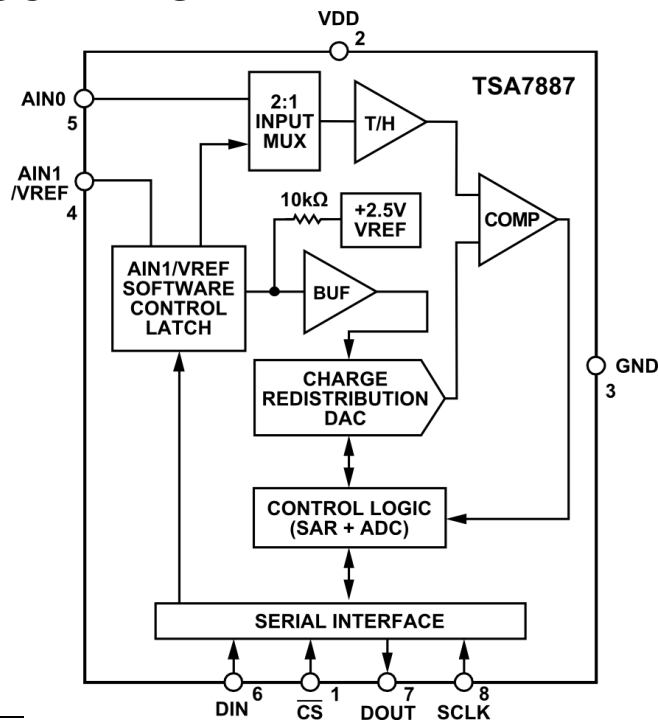 VDD
2
TSA7887
AIN0
5
2:1
INPUT
MUX
T/H
AIN1
/VREF
4
10kΩ
+2.5V
VREF
COMP
AIN1/VREF
SOFTWARE
CONTROL
LATCH
BUF
GND
3
CHARGE
REDISTRIBUTION
DAC
CONTROL LOGIC
(SAR + ADC)
SERIAL INTERFACE
DIN
6
CS
1
DOUT
7
SCLK
8